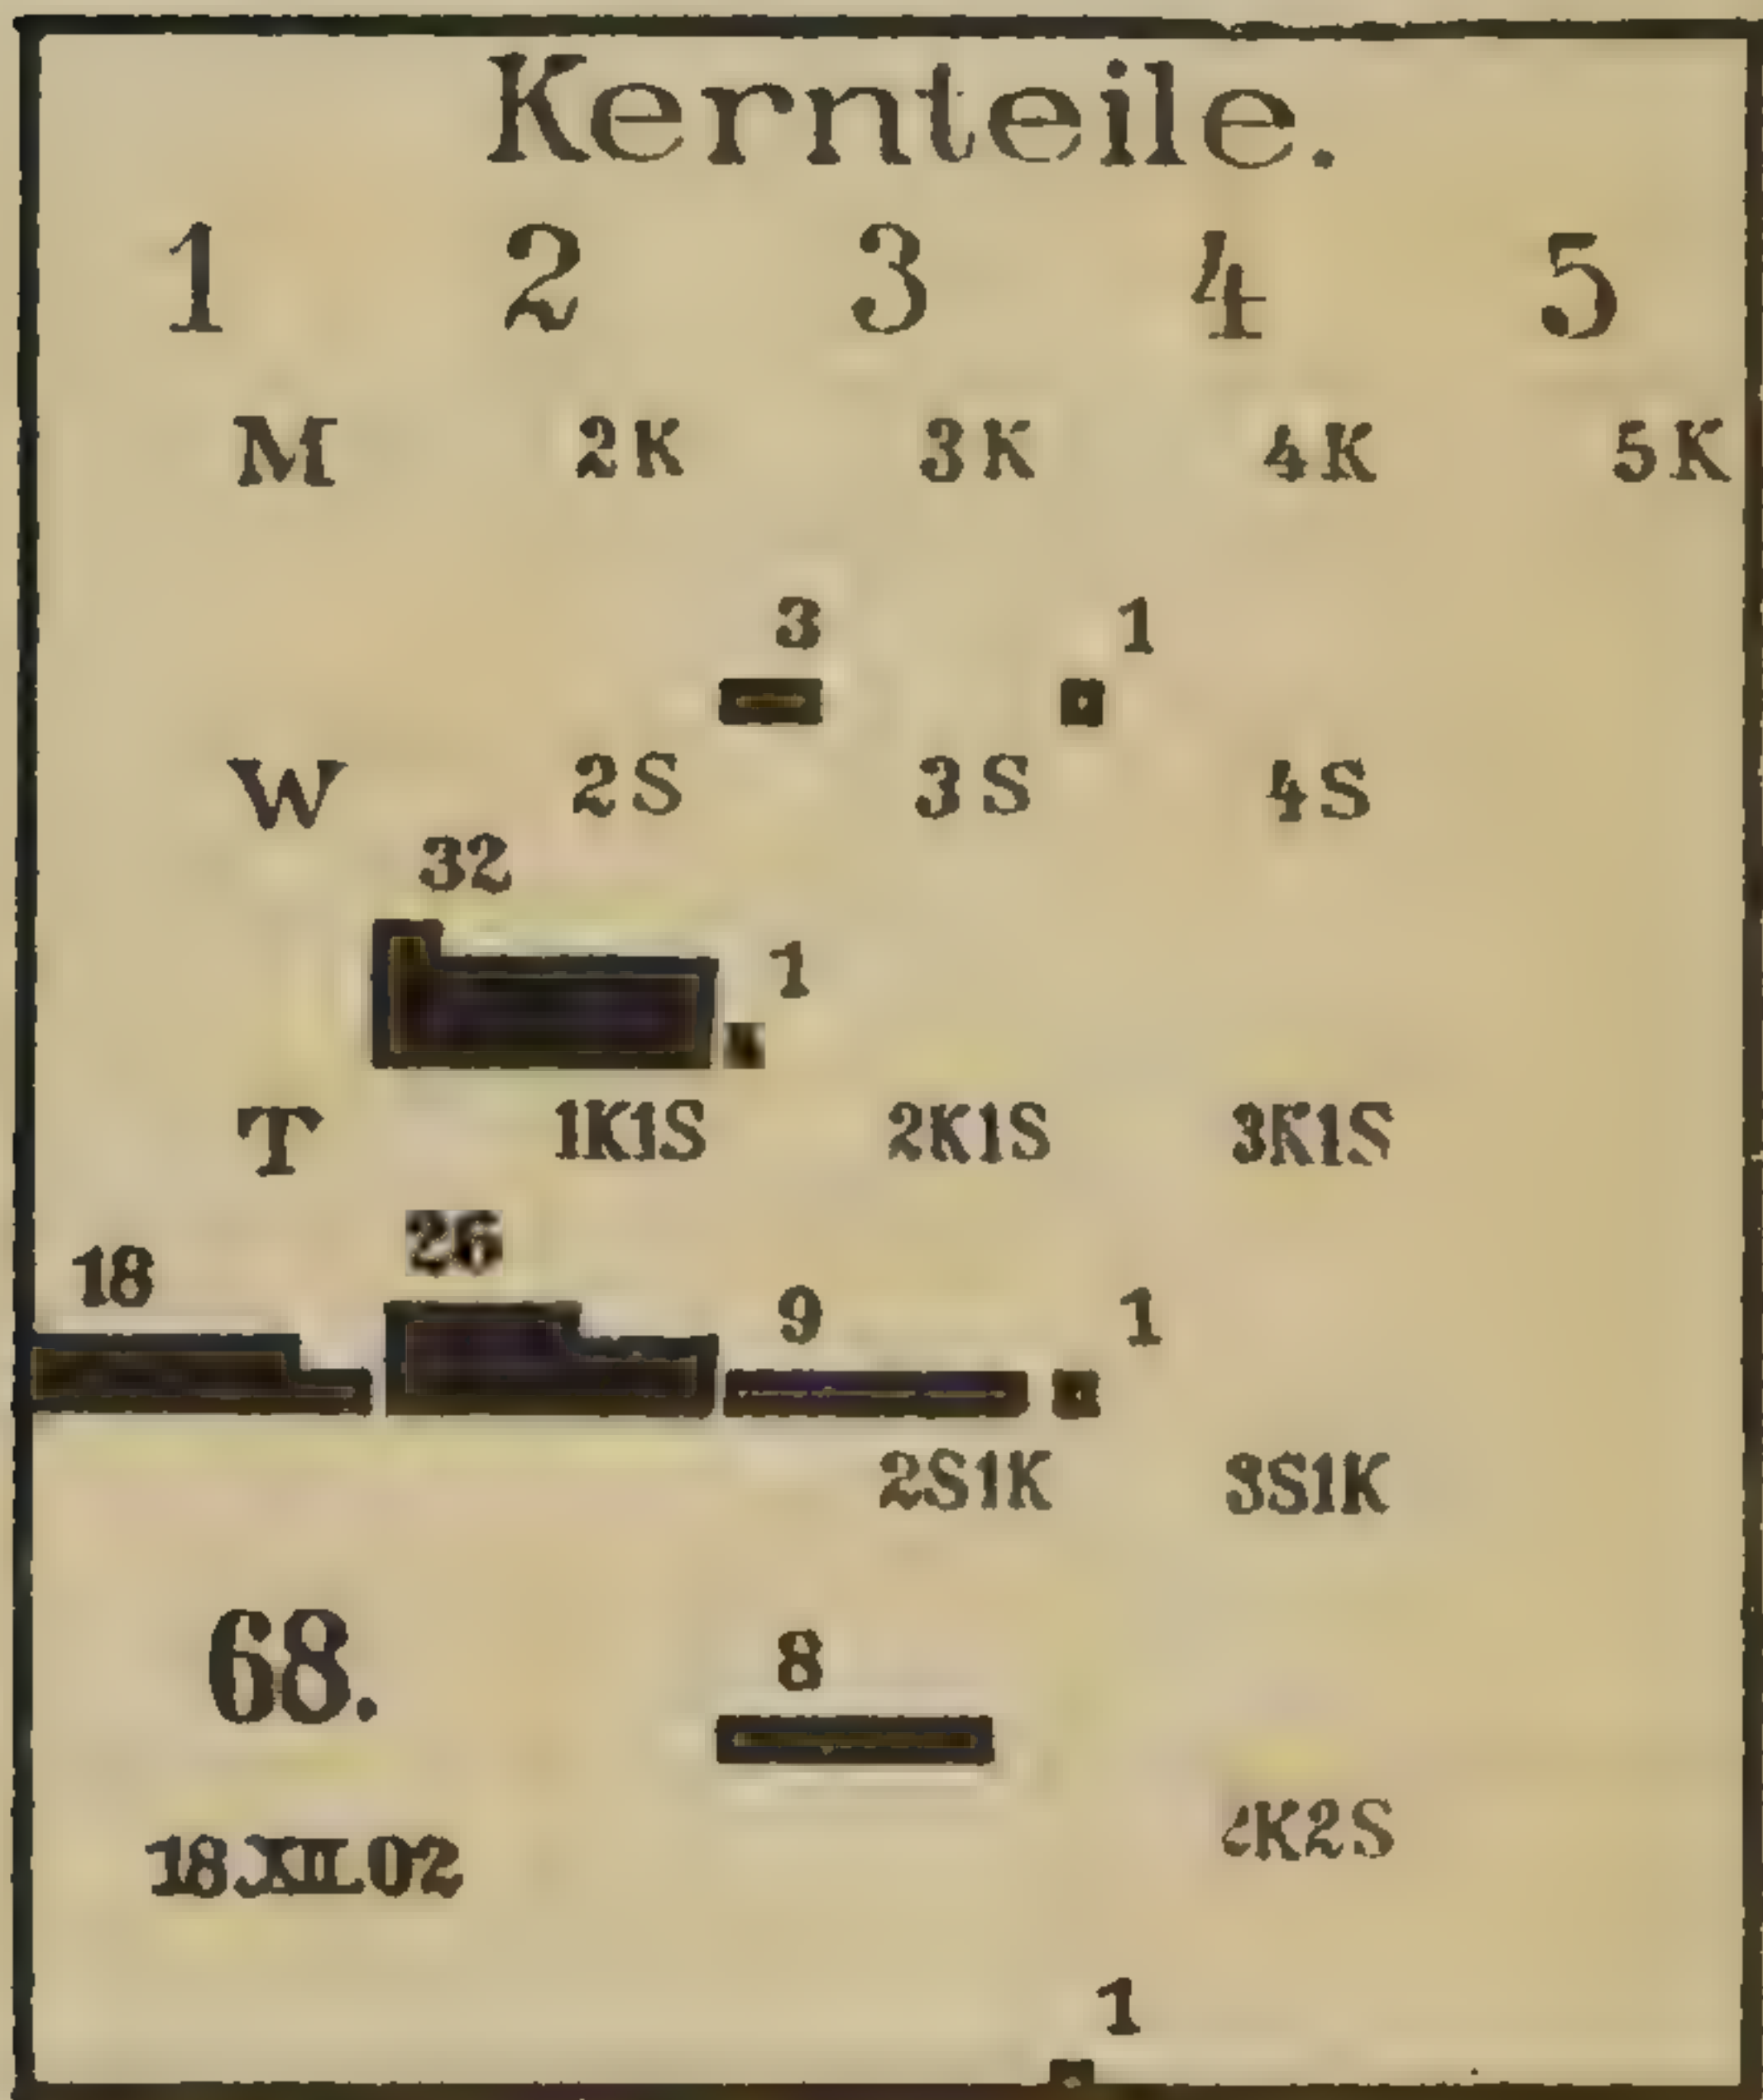 Kernteile.
1 2 3 4 5
M 2K 3K 4K 5K
3 1
W 2S 3S 4S
32
1
T 1K1S 2K1S 3K1S
18 26 9 1
2S1K 3S1K
68. 8
2K2S
18.XII.02
1